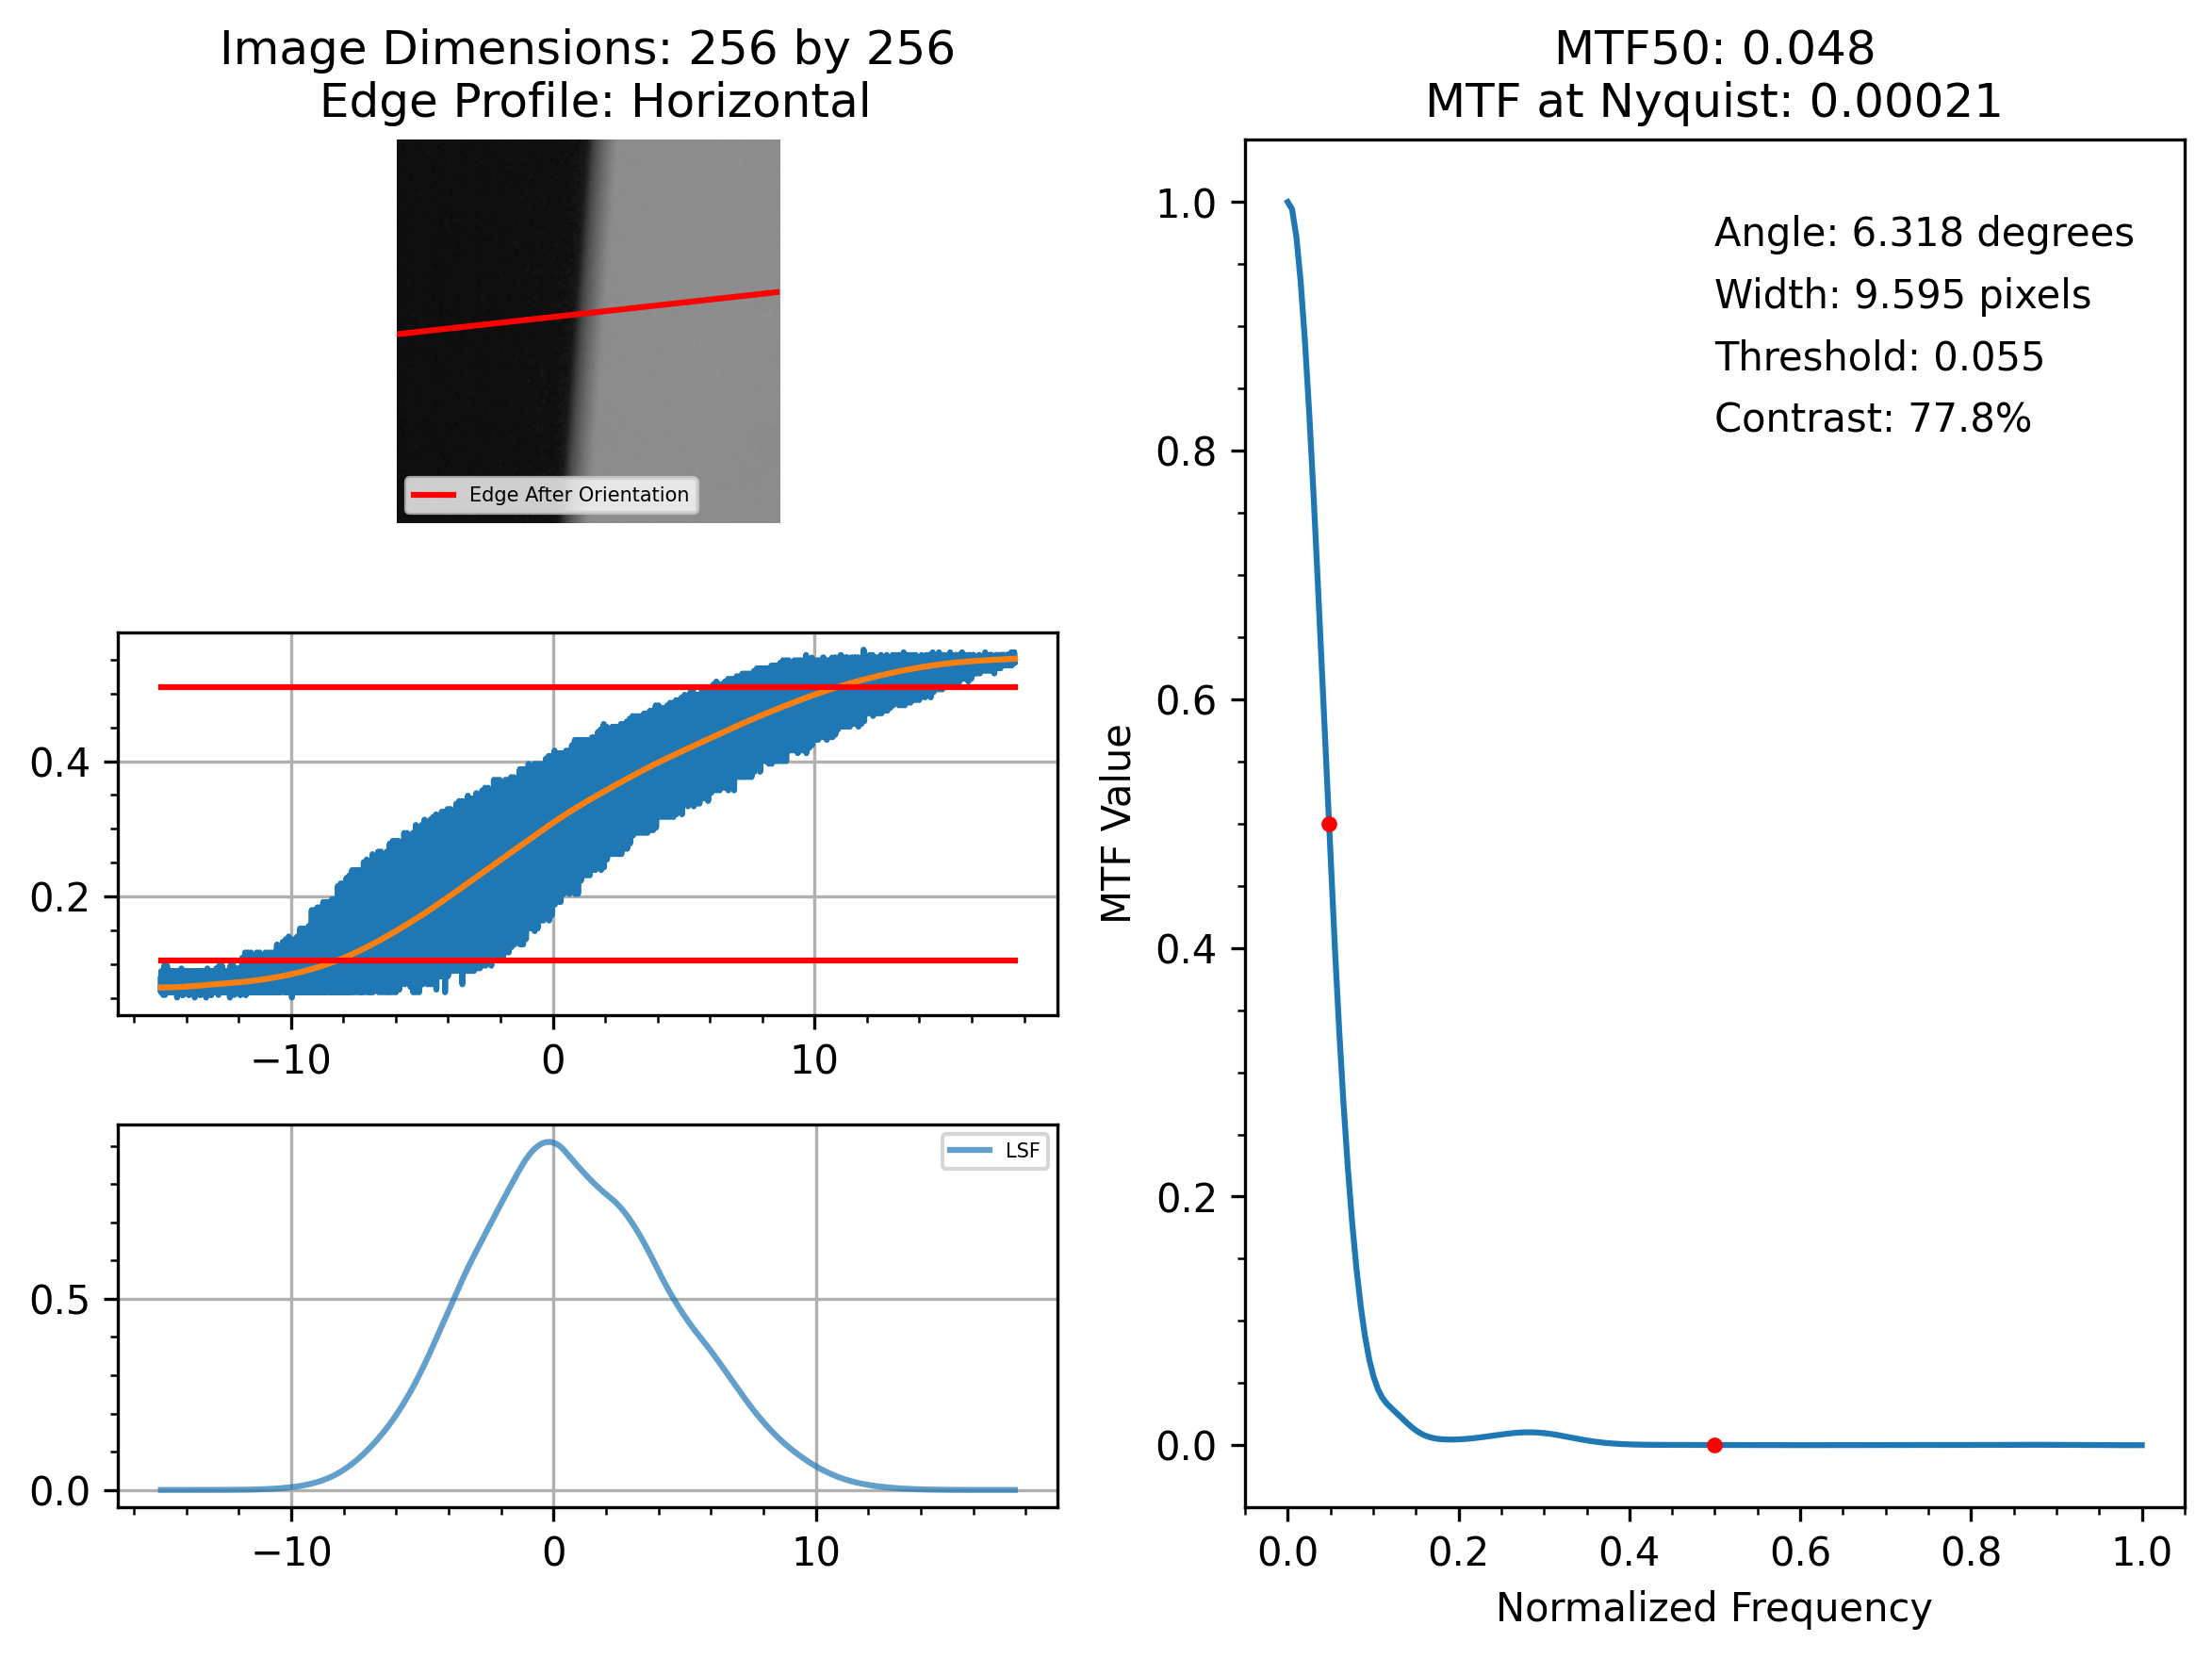 Image Dimensions: 256 by 256
Edge Profile: Horizontal
Edge After Orientation
0.4
0.2
−10 0 10
LSF
0.5
0.0
−10 0 10
MTF50: 0.048
MTF at Nyquist: 0.00021
Angle: 6.318 degrees
Width: 9.595 pixels
Threshold: 0.055
Contrast: 77.8%
MTF Value
1.0
0.8
0.6
0.4
0.2
0.0
0.0 0.2 0.4 0.6 0.8 1.0
Normalized Frequency